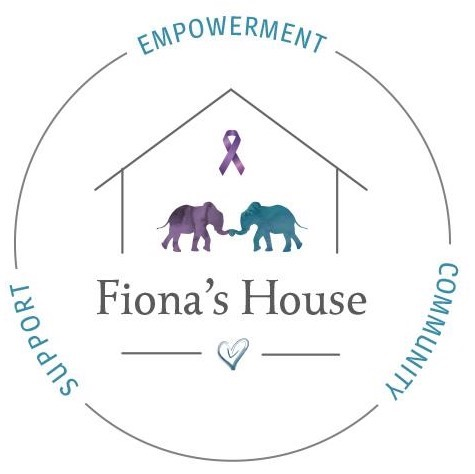 EMPOWERMENT
Fiona's House
SUPPORT
COMMUNITY